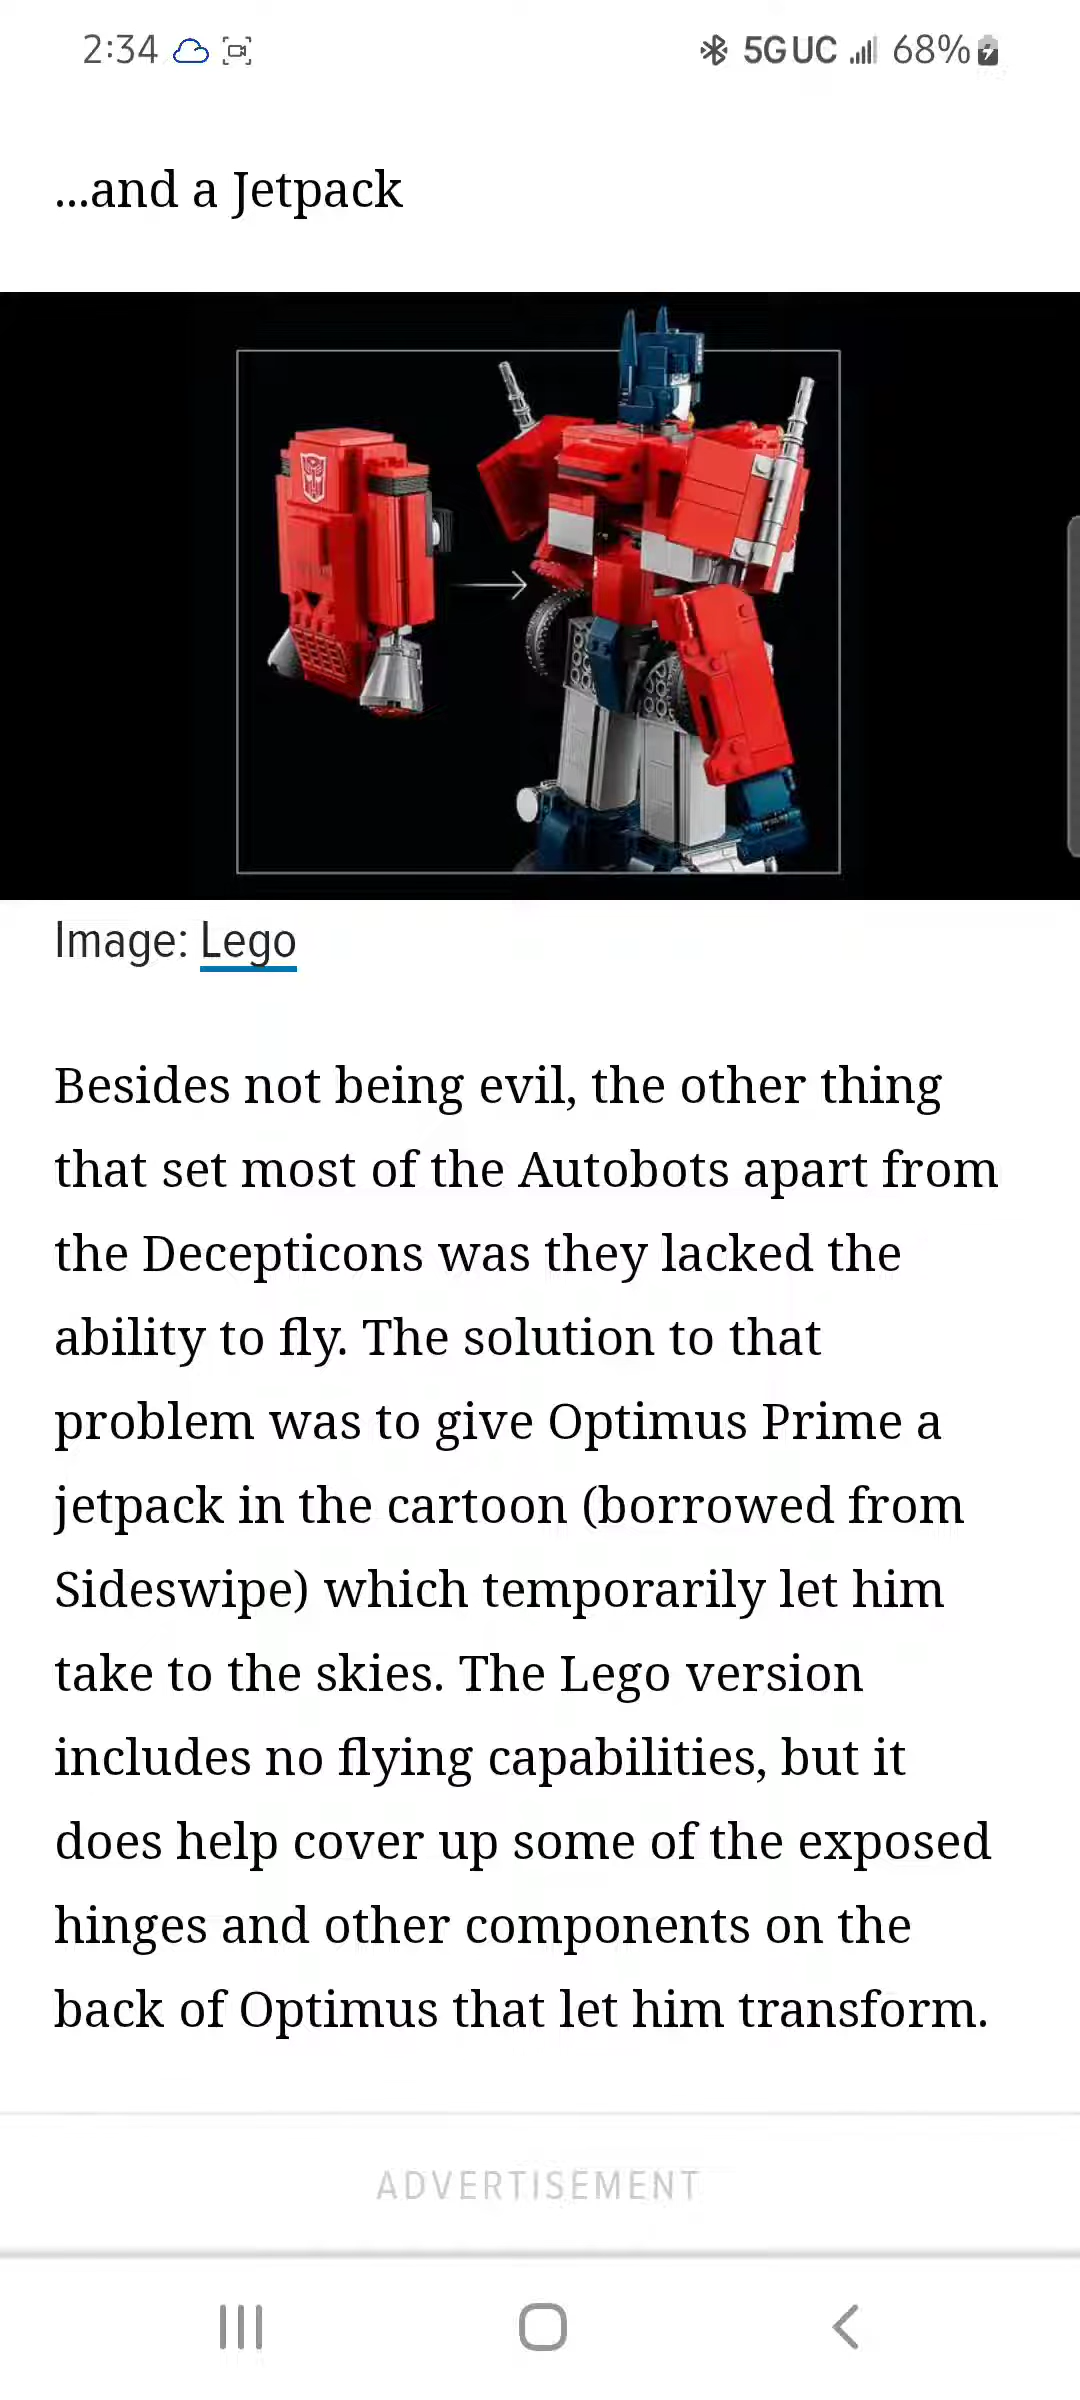 2:34 5G UC 68%
...and a Jetpack
Image: Lego
Besides not being evil, the other thing
that set most of the Autobots apart from
the Decepticons was they lacked the
ability to fly. The solution to that
problem was to give Optimus Prime a
jetpack in the cartoon (borrowed from
Sideswipe) which temporarily let him
take to the skies. The Lego version
includes no flying capabilities, but it
does help cover up some of the exposed
hinges and other components on the
back of Optimus that let him transform.
ADVERTISEMENT